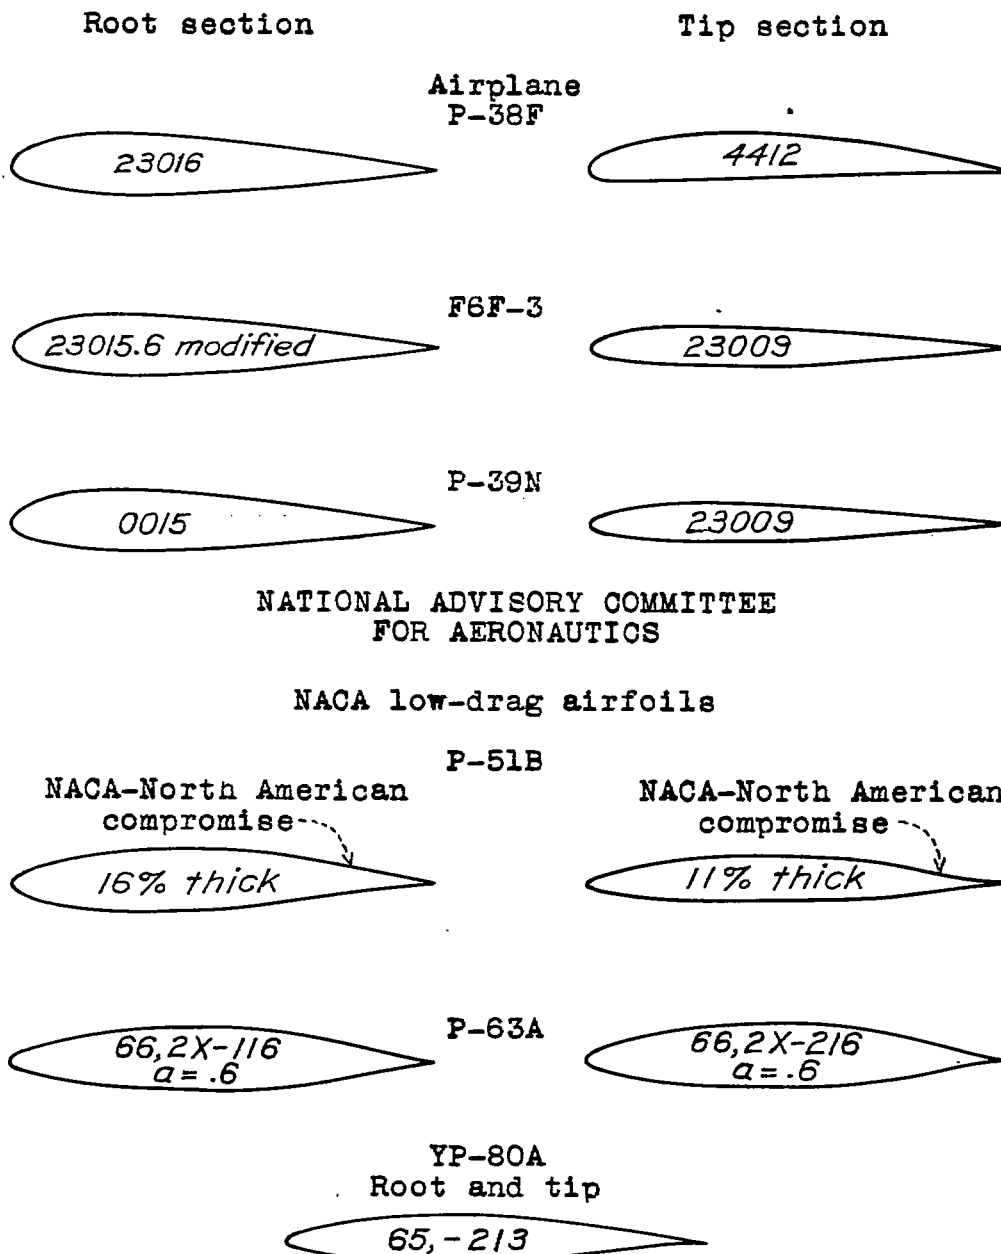 Root section
Tip section
Airplane
P-38F
23016
4412
F6F-3
23015.6 modified
23009
P-39N
0015
23009
NATIONAL ADVISORY COMMITTEE
FOR AERONAUTICS
NACA low-drag airfoils
P-51B
NACA-North American
compromise
NACA-North American
compromise
16% thick
11% thick
P-63A
66,2X-116
a = .6
66,2X-216
a = .6
YP-80A
Root and tip
65,-213